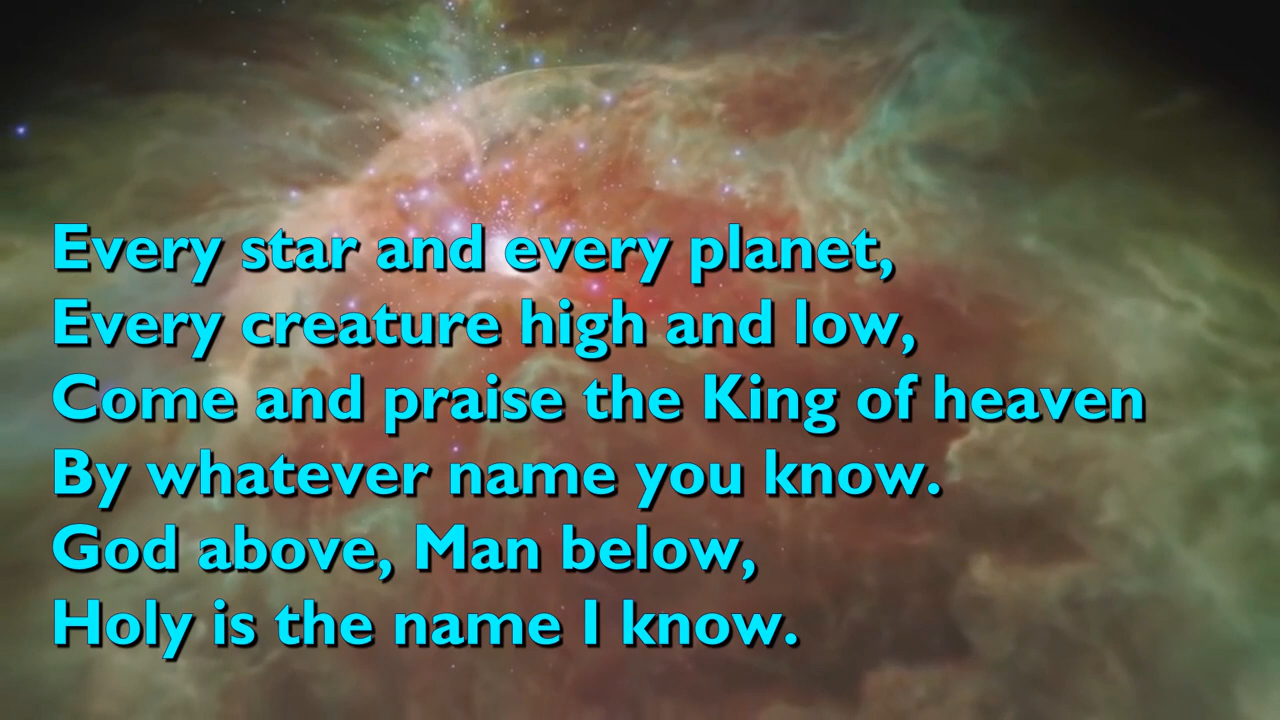 Every star and every planet,
Every creature high and low,
Come and praise the King of heaven
By whatever name you know.
God above, Man below,
Holy is the name I know.